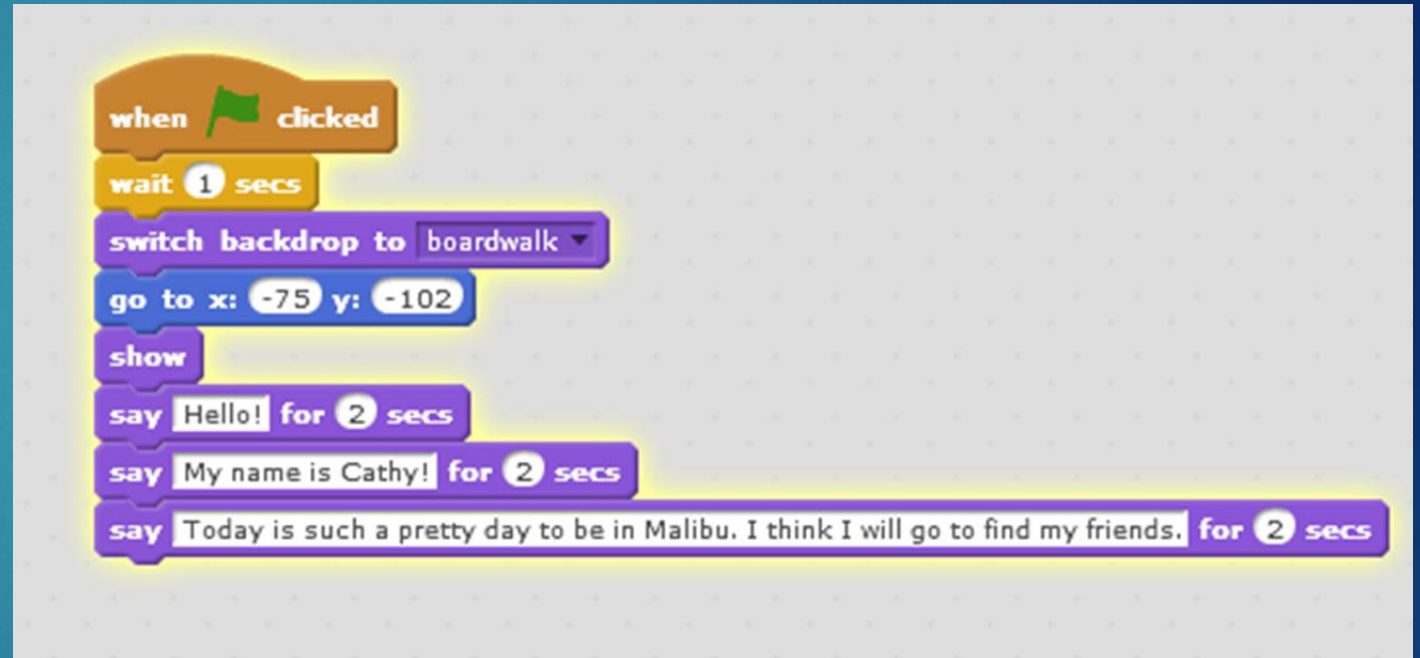 when clicked
wait 1 secs
switch backdrop to boardwalk
go to x: -75 y: -102
show
say Hello! for 2 secs
say My name is Cathy! for 2 secs
say Today is such a pretty day to be in Malibu. I think I will go to find my friends. for 2 secs